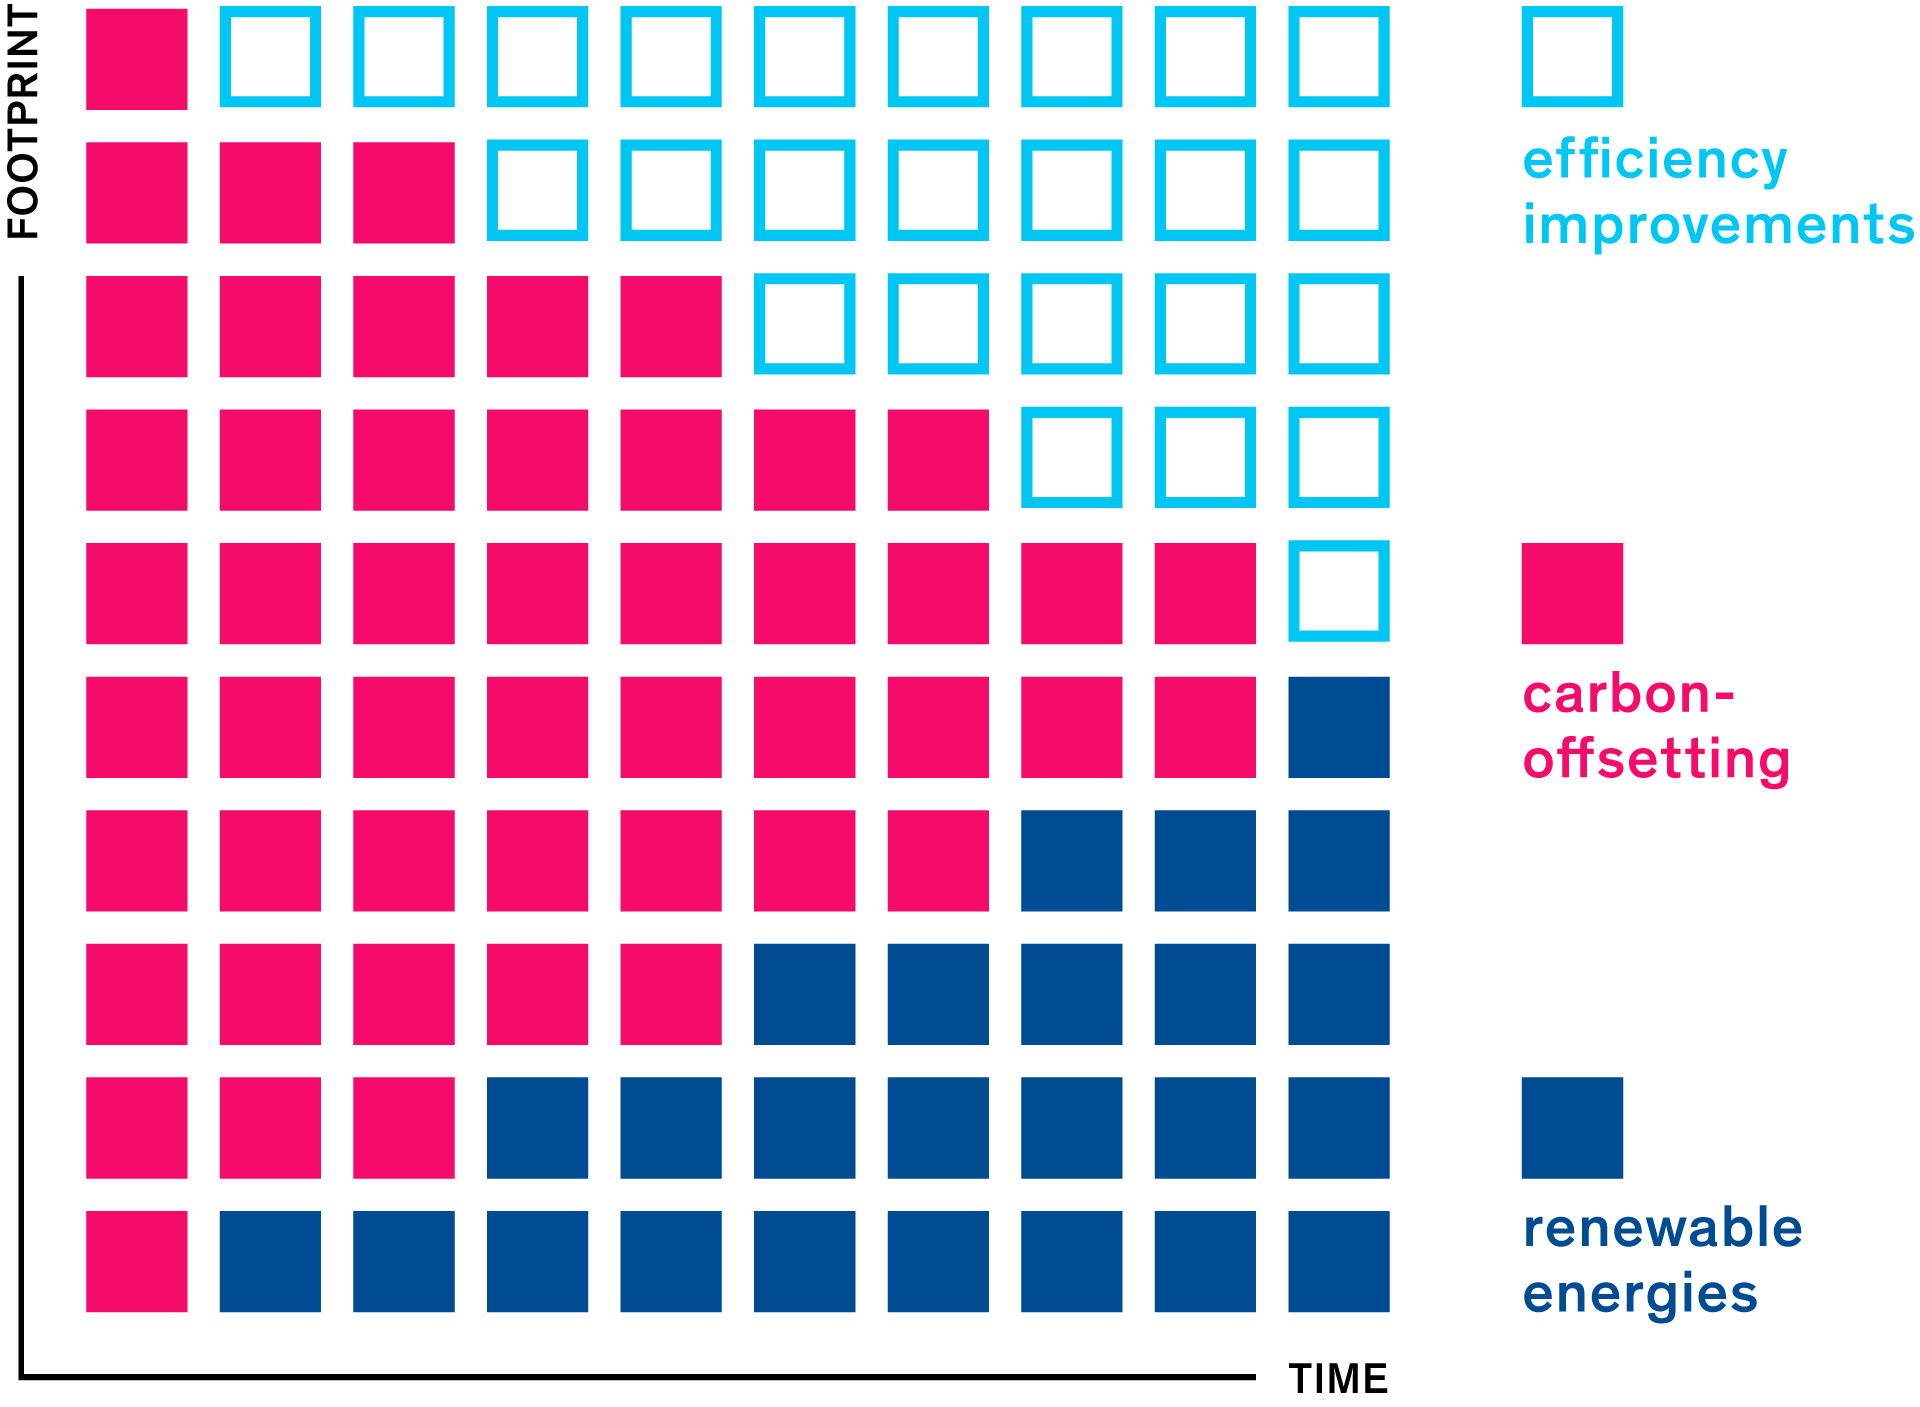 FOOTPRINT
efficiency
improvements
carbon-
offsetting
renewable
energies
TIME